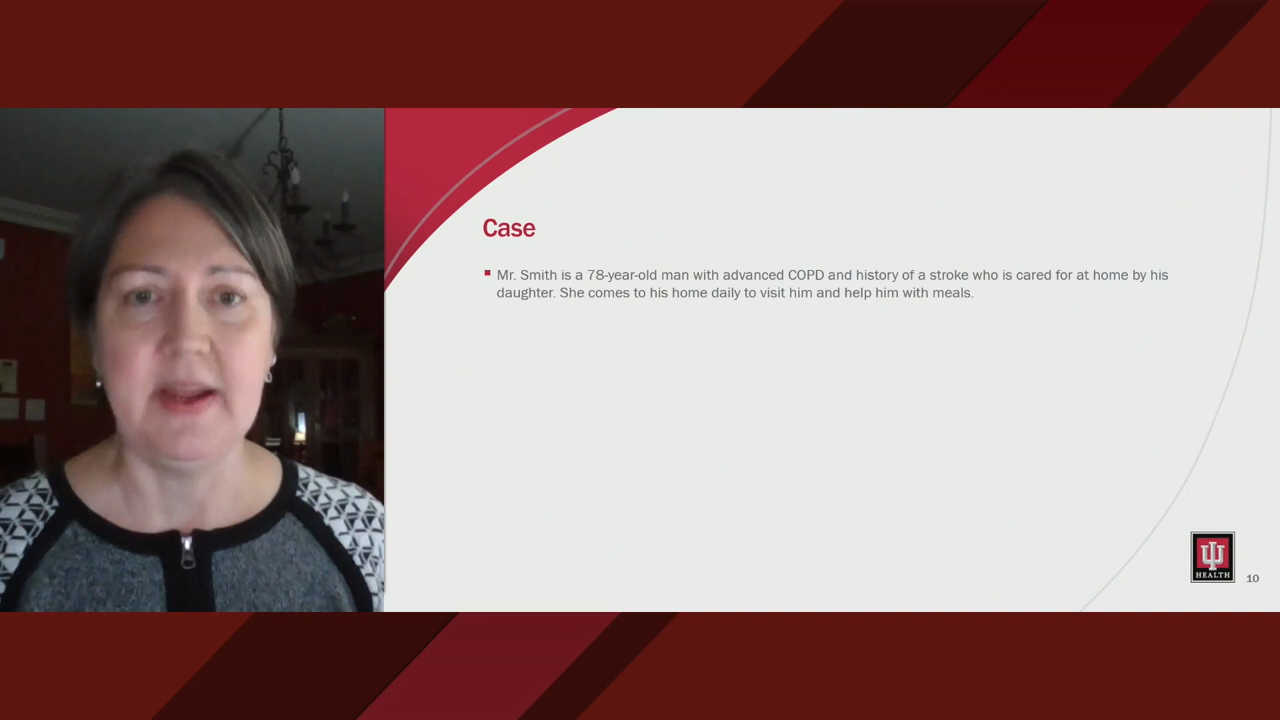 Case
Mr. Smith is a 78-year-old man with advanced COPD and history of a stroke who is cared for at home by his
daughter. She comes to his home daily to visit him and help him with meals.
HEALTH
10